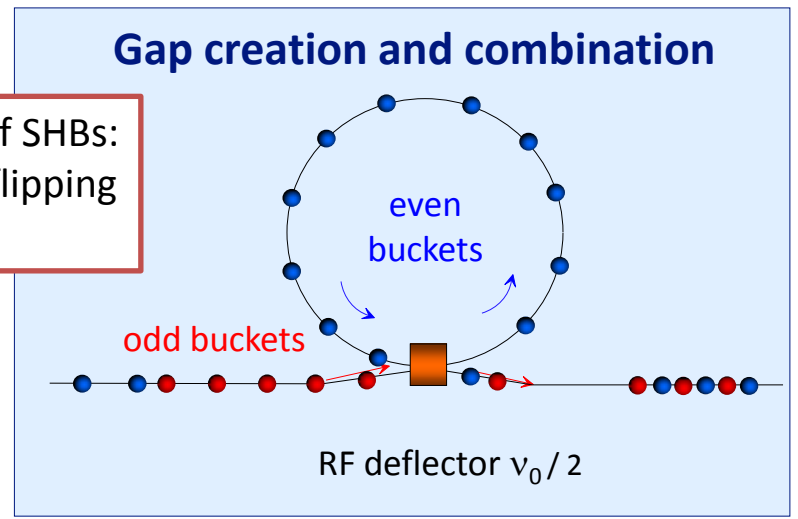 Gap creation and combination
f SHBs:
lipping
even
buckets
odd buckets
RF deflector ν₀ / 2